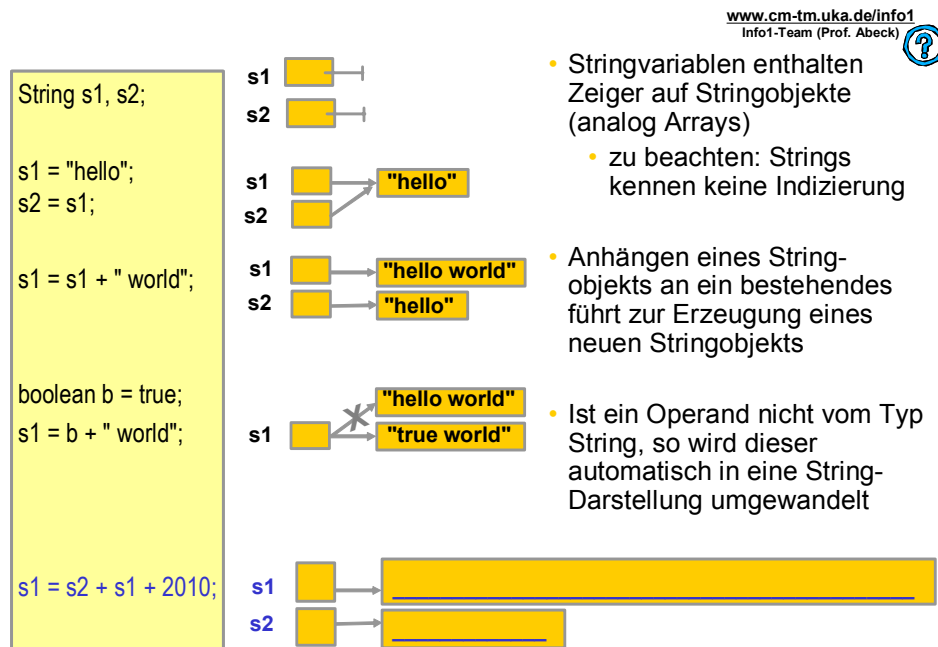 www.cm-tm.uka.de/info1
Info1-Team (Prof. Abeck)
?
String s1, s2;
s1
s2
s1 = "hello";
s2 = s1;
s1
s2
"hello"
s1 = s1 + " world";
s1
s2
"hello world"
"hello"
boolean b = true;
s1 = b + " world";
s1
"hello world"
"true world"
s1 = s2 + s1 + 2010;
s1
s2
• Stringvariablen enthalten
Zeiger auf Stringobjekte
(analog Arrays)
• zu beachten: Strings
kennen keine Indizierung
• Anhängen eines String-
objekts an ein bestehendes
führt zur Erzeugung eines
neuen Stringobjekts
• Ist ein Operand nicht vom Typ
String, so wird dieser
automatisch in eine String-
Darstellung umgewandelt